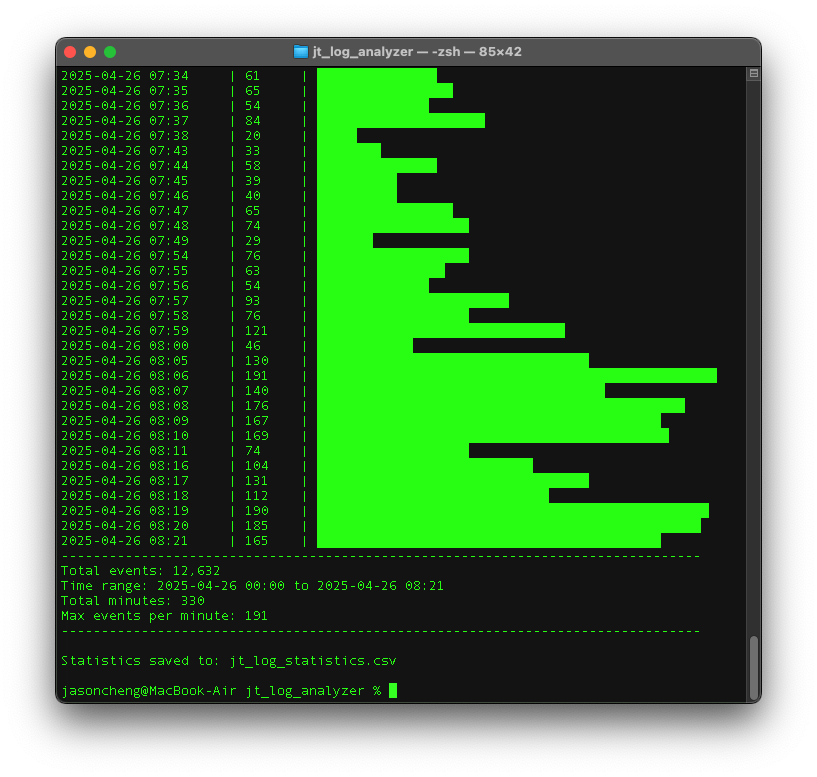 jt_log_analyzer — -zsh — 85×42
2025-04-26 07:34 | 61 |
2025-04-26 07:35 | 65 |
2025-04-26 07:36 | 54 |
2025-04-26 07:37 | 84 |
2025-04-26 07:38 | 20 |
2025-04-26 07:43 | 33 |
2025-04-26 07:44 | 58 |
2025-04-26 07:45 | 39 |
2025-04-26 07:46 | 40 |
2025-04-26 07:47 | 65 |
2025-04-26 07:48 | 74 |
2025-04-26 07:49 | 29 |
2025-04-26 07:54 | 76 |
2025-04-26 07:55 | 63 |
2025-04-26 07:56 | 54 |
2025-04-26 07:57 | 93 |
2025-04-26 07:58 | 76 |
2025-04-26 07:59 | 121 |
2025-04-26 08:00 | 46 |
2025-04-26 08:05 | 130 |
2025-04-26 08:06 | 191 |
2025-04-26 08:07 | 140 |
2025-04-26 08:08 | 176 |
2025-04-26 08:09 | 167 |
2025-04-26 08:10 | 169 |
2025-04-26 08:11 | 74 |
2025-04-26 08:16 | 104 |
2025-04-26 08:17 | 131 |
2025-04-26 08:18 | 112 |
2025-04-26 08:19 | 190 |
2025-04-26 08:20 | 185 |
2025-04-26 08:21 | 165 |
--------------------------------------------------------------------------------
Total events: 12,632
Time range: 2025-04-26 00:00 to 2025-04-26 08:21
Total minutes: 330
Max events per minute: 191
--------------------------------------------------------------------------------
Statistics saved to: jt_log_statistics.csv
jasoncheng@MacBook-Air jt_log_analyzer %